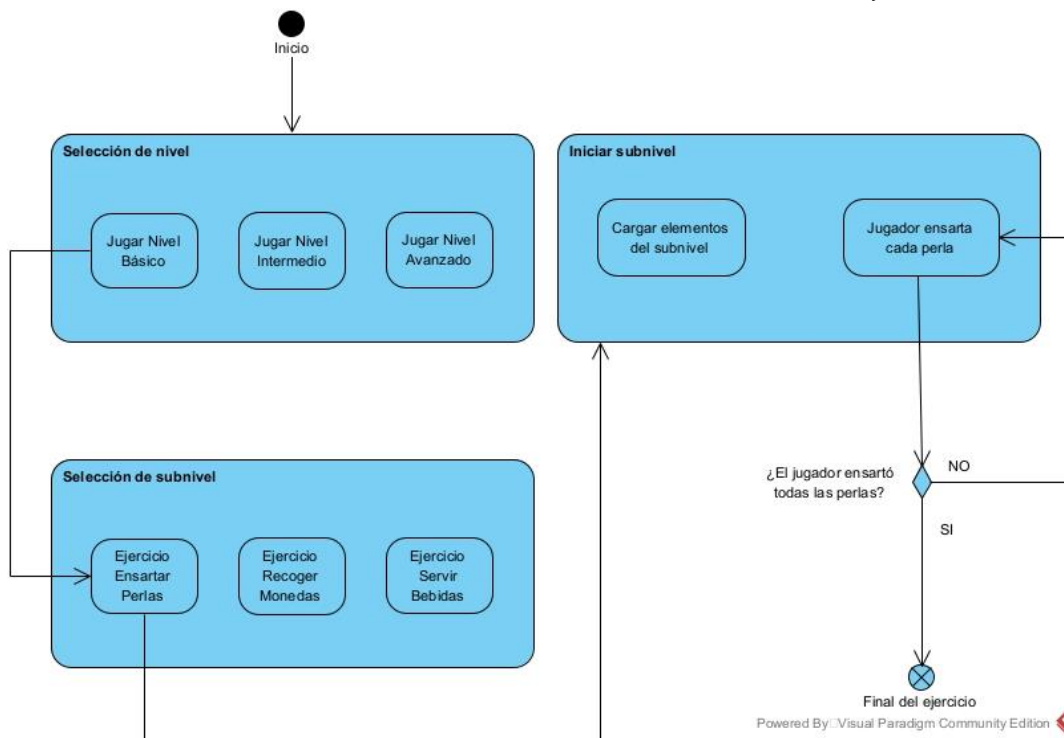 Inicio
Selección de nivel
Jugar Nivel
Básico
Jugar Nivel
Intermedio
Jugar Nivel
Avanzado
Iniciar subnivel
Cargar elementos
del subnivel
Jugador ensarta
cada perla
Selección de subnivel
Ejercicio
Ensartar
Perlas
Ejercicio
Recoger
Monedas
Ejercicio
Servir
Bebidas
¿El jugador ensartó
todas las perlas?
NO
SI
Final del ejercicio
Powered By Visual Paradigm Community Edition